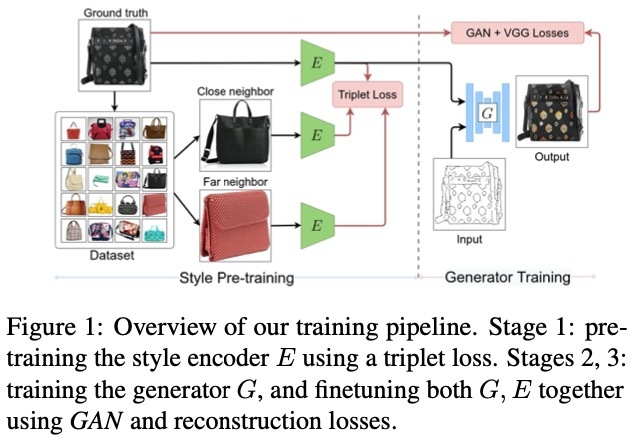 Ground truth
GAN + VGG Losses
E
Close neighbor
Triplet Loss
E
G
Output
Far neighbor
E
Input
Dataset
Style Pre-training
Generator Training
Figure 1: Overview of our training pipeline. Stage 1: pre-
training the style encoder E using a triplet loss. Stages 2, 3:
training the generator G, and finetuning both G, E together
using GAN and reconstruction losses.